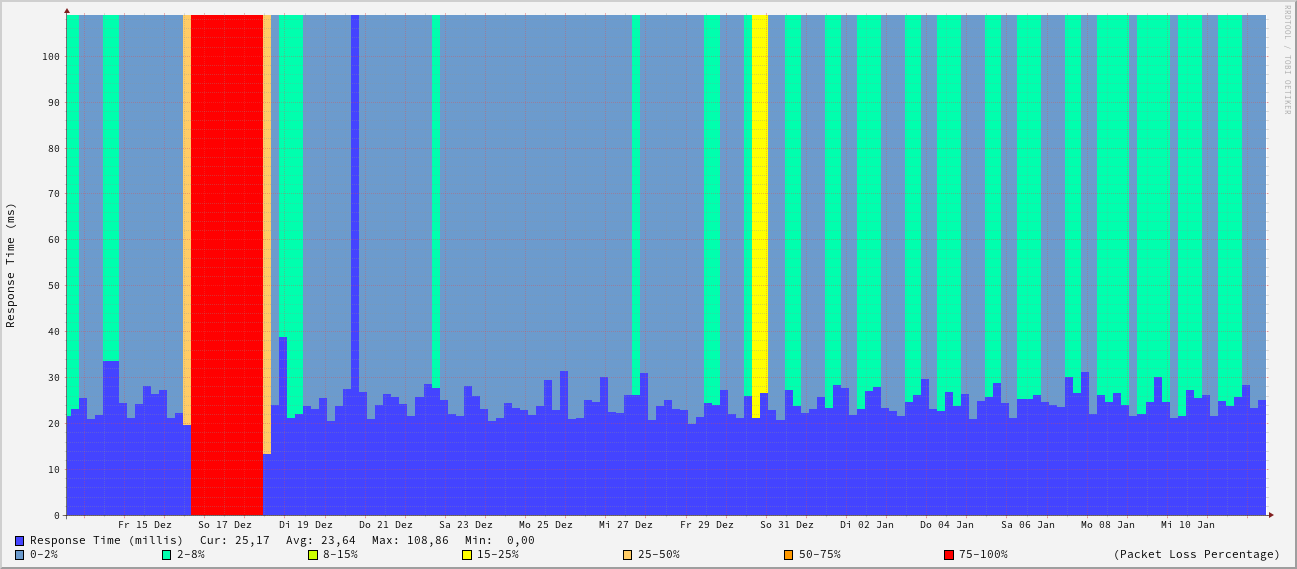 RRDTOOL / TOBI OETIKER
Response Time (ms)
100
90
80
70
60
50
40
30
20
10
0
Fr 15 Dez So 17 Dez Di 19 Dez Do 21 Dez Sa 23 Dez Mo 25 Dez Mi 27 Dez Fr 29 Dez So 31 Dez Di 02 Jan Do 04 Jan Sa 06 Jan Mo 08 Jan Mi 10 Jan
Response Time (millis) Cur: 25,17 Avg: 23,64 Max: 108,86 Min: 0,00
0-2% 2-8% 8-15% 15-25% 25-50% 50-75% 75-100% (Packet Loss Percentage)